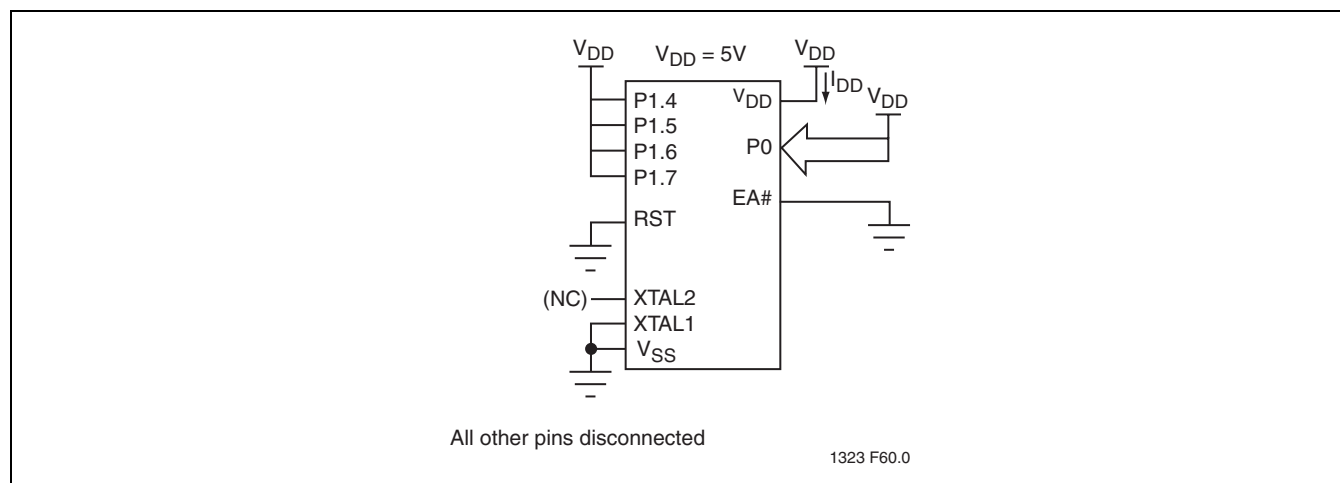 VDD
VDD = 5V
VDD
IDD
VDD
P1.4
P1.5
P1.6
P1.7
RST
(NC)
XTAL2
XTAL1
VSS
VDD
P0
EA#
All other pins disconnected
1323 F60.0